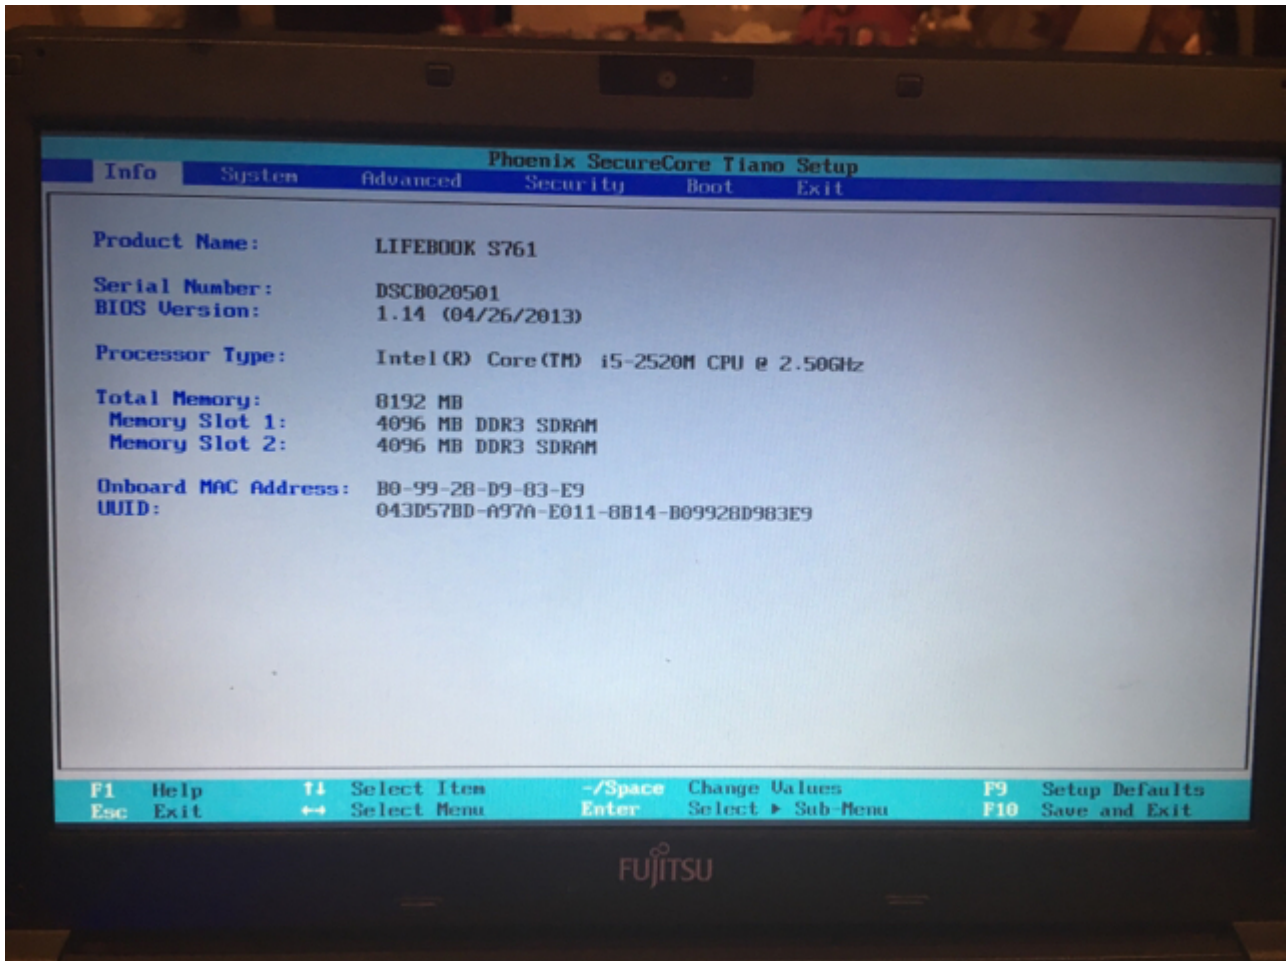 Phoenix SecureCore Tiano Setup
Info System Advanced Security Boot Exit
Product Name: LIFEBOOK S761
Serial Number: DSCB020501
BIOS Version: 1.14 (04/26/2013)
Processor Type: Intel(R) Core(TM) i5-2520M CPU @ 2.50GHz
Total Memory: 8192 MB
Memory Slot 1: 4096 MB DDR3 SDRAM
Memory Slot 2: 4096 MB DDR3 SDRAM
Onboard MAC Address: B0-99-28-D9-83-E9
UUID: 043D57BD-A97A-E011-8B14-B09928D983E9
F1 Help ↑↓ Select Item -/Space Change Values F9 Setup Defaults
Esc Exit ←→ Select Menu Enter Select ▶ Sub-Menu F10 Save and Exit
FUJITSU